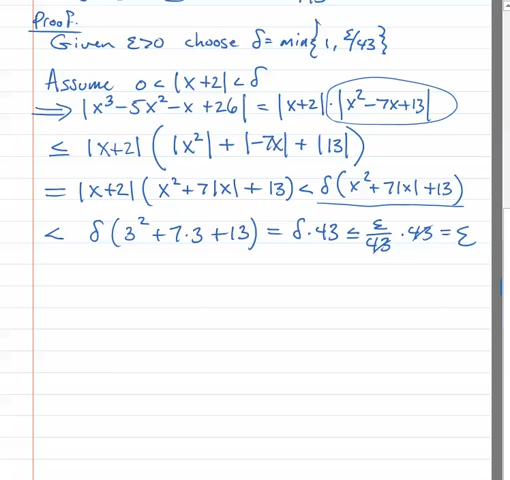 Proof.
Given ε>0 choose δ= min{1, ε/43}
Assume 0 < |x+2| < δ
⟹ |x³-5x²-x+26| = |x+2|·|x²-7x+13|
≤ |x+2| ( |x²| + |-7x| + |13| )
= |x+2| ( x²+7|x|+13 ) < δ( x²+7|x|+13 )
< δ( 3²+7·3+13 ) = δ·43 ≤ ε/43 · 43 = ε